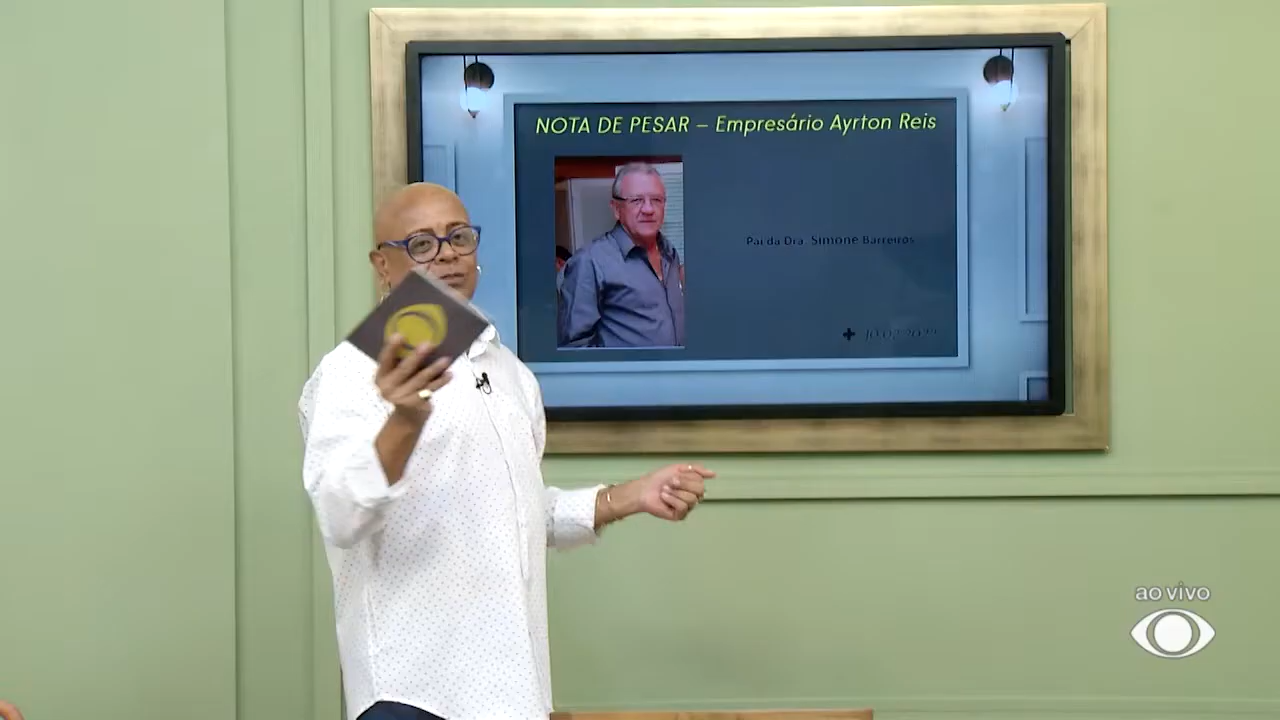 NOTA DE PESAR – Empresário Ayrton Reis
Pai da Dra. Simone Barreiros
ao vivo